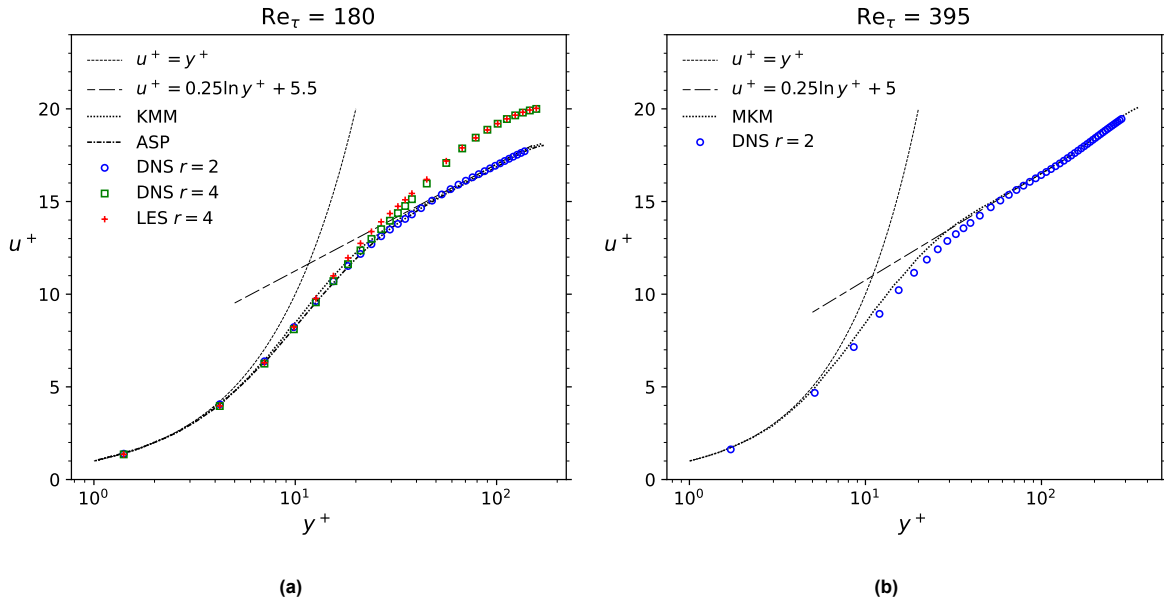 Re_τ = 180
u⁺ = y⁺
u⁺ = 0.25ln y⁺ + 5.5
KMM
ASP
DNS r = 2
DNS r = 4
LES r = 4
u⁺
20
15
10
5
0
10⁰
10¹
10²
y⁺
(a)
Re_τ = 395
u⁺ = y⁺
u⁺ = 0.25ln y⁺ + 5
MKM
DNS r = 2
u⁺
20
15
10
5
0
10⁰
10¹
10²
y⁺
(b)